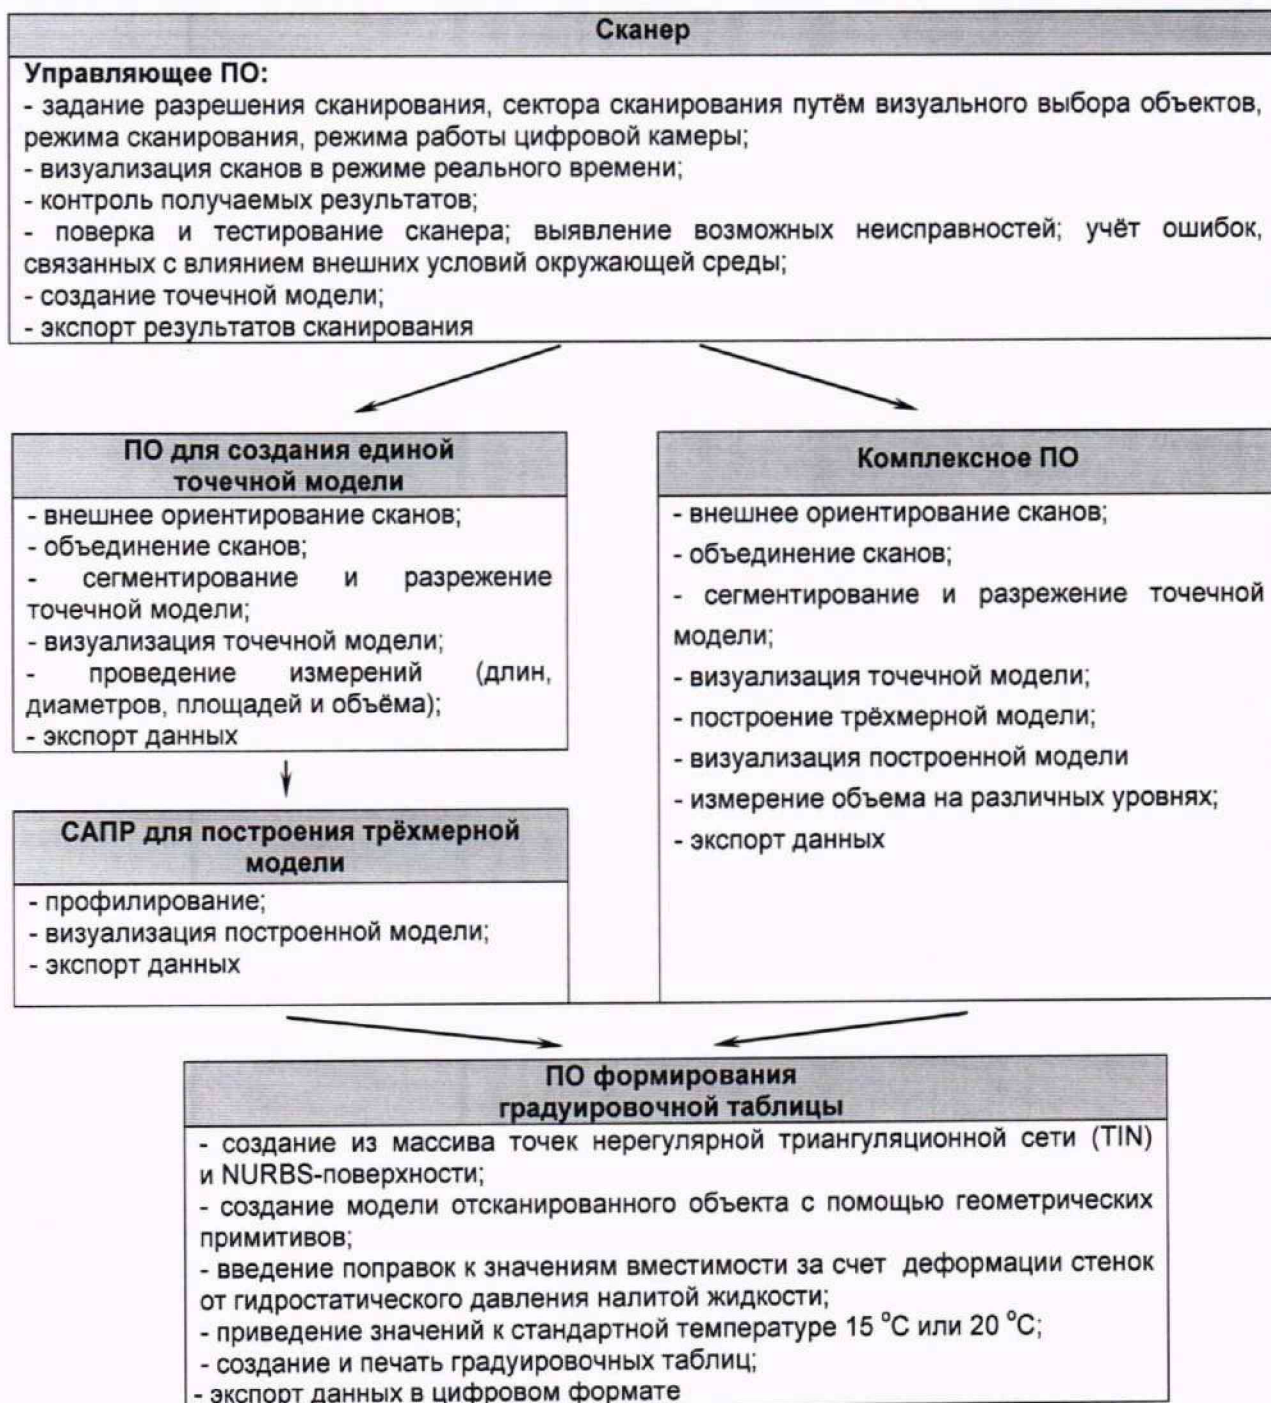 Сканер
Управляющее ПО:
- задание разрешения сканирования, сектора сканирования путём визуального выбора объектов,
режима сканирования, режима работы цифровой камеры;
- визуализация сканов в режиме реального времени;
- контроль получаемых результатов;
- поверка и тестирование сканера; выявление возможных неисправностей; учёт ошибок,
связанных с влиянием внешних условий окружающей среды;
- создание точечной модели;
- экспорт результатов сканирования
ПО для создания единой
точечной модели
- внешнее ориентирование сканов;
- объединение сканов;
- сегментирование и разрежение
точечной модели;
- визуализация точечной модели;
- проведение измерений (длин,
диаметров, площадей и объёма);
- экспорт данных
САПР для построения трёхмерной
модели
- профилирование;
- визуализация построенной модели;
- экспорт данных
Комплексное ПО
- внешнее ориентирование сканов;
- объединение сканов;
- сегментирование и разрежение точечной
модели;
- визуализация точечной модели;
- построение трёхмерной модели;
- визуализация построенной модели
- измерение объема на различных уровнях;
- экспорт данных
ПО формирования
градуировочной таблицы
- создание из массива точек нерегулярной триангуляционной сети (TIN)
и NURBS-поверхности;
- создание модели отсканированного объекта с помощью геометрических
примитивов;
- введение поправок к значениям вместимости за счет деформации стенок
от гидростатического давления налитой жидкости;
- приведение значений к стандартной температуре 15 °С или 20 °С;
- создание и печать градуировочных таблиц;
- экспорт данных в цифровом формате